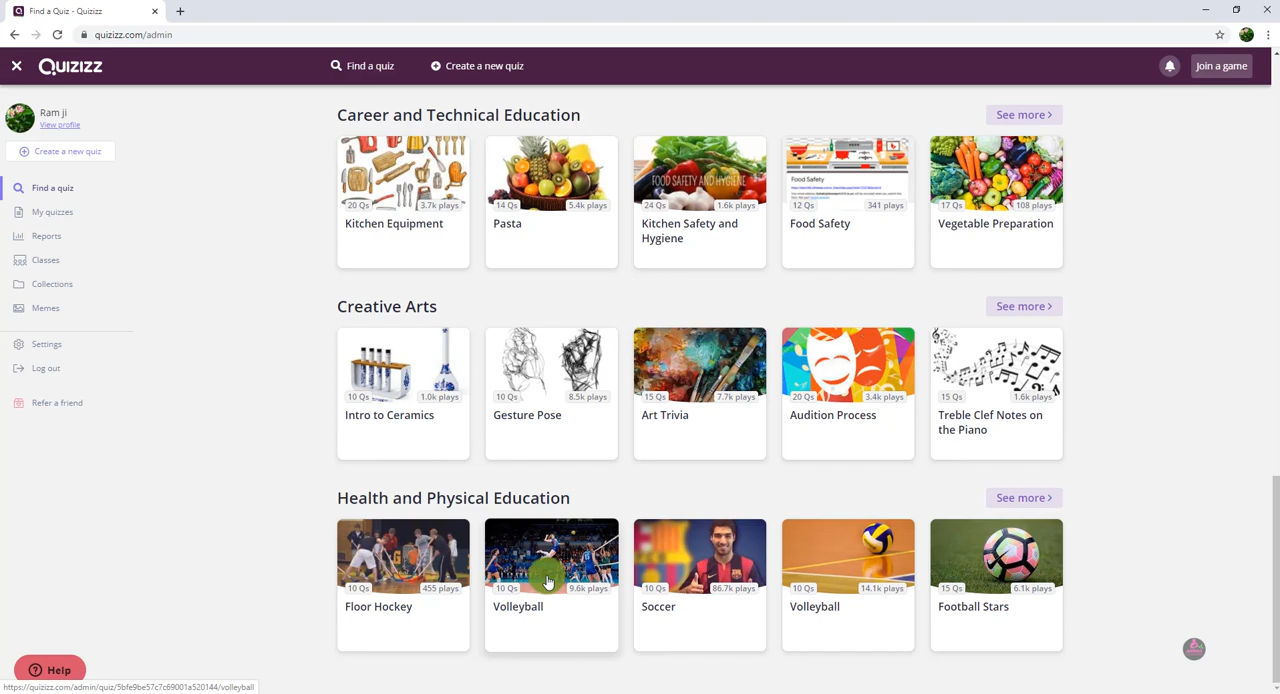 Find a Quiz - Quizizz
quizizz.com/admin
QUIZIZZ
Find a quiz
Create a new quiz
Join a game
Ram ji
View profile
Create a new quiz
Find a quiz
My quizzes
Reports
Classes
Collections
Memes
Settings
Log out
Refer a friend
Help
Career and Technical Education
See more
20 Qs 3.7k plays
Kitchen Equipment
14 Qs 5.4k plays
Pasta
FOOD SAFETY AND HYGIENE
24 Qs 1.6k plays
Kitchen Safety and
Hygiene
Food Safety
12 Qs 341 plays
Food Safety
17 Qs 108 plays
Vegetable Preparation
Creative Arts
See more
10 Qs 1.0k plays
Intro to Ceramics
10 Qs 8.5k plays
Gesture Pose
15 Qs 7.7k plays
Art Trivia
20 Qs 3.4k plays
Audition Process
15 Qs 1.6k plays
Treble Clef Notes on
the Piano
Health and Physical Education
See more
10 Qs 455 plays
Floor Hockey
10 Qs 9.6k plays
Volleyball
10 Qs 86.7k plays
Soccer
10 Qs 14.1k plays
Volleyball
15 Qs 6.1k plays
Football Stars
https://quizizz.com/admin/quiz/5bfe9be57c7c69001a520144/volleyball